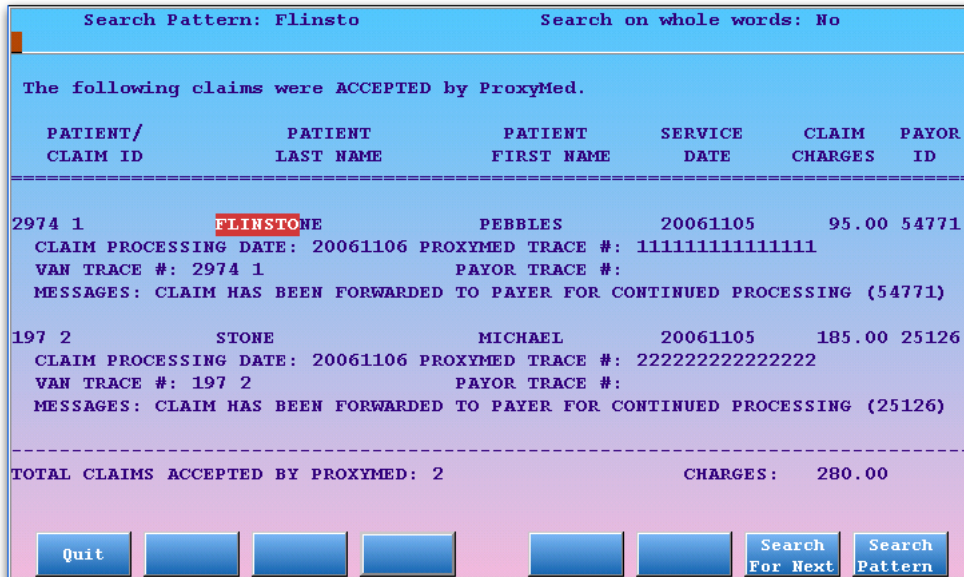 Search Pattern: Flinsto Search on whole words: No
The following claims were ACCEPTED by ProxyMed.
PATIENT/ PATIENT PATIENT SERVICE CLAIM PAYOR
CLAIM ID LAST NAME FIRST NAME DATE CHARGES ID
================================================================================
2974 1 FLINSTONE PEBBLES 20061105 95.00 54771
CLAIM PROCESSING DATE: 20061106 PROXYMED TRACE #: 111111111111111
VAN TRACE #: 2974 1 PAYOR TRACE #:
MESSAGES: CLAIM HAS BEEN FORWARDED TO PAYER FOR CONTINUED PROCESSING (54771)
197 2 STONE MICHAEL 20061105 185.00 25126
CLAIM PROCESSING DATE: 20061106 PROXYMED TRACE #: 222222222222222
VAN TRACE #: 197 2 PAYOR TRACE #:
MESSAGES: CLAIM HAS BEEN FORWARDED TO PAYER FOR CONTINUED PROCESSING (25126)
--------------------------------------------------------------------------------
TOTAL CLAIMS ACCEPTED BY PROXYMED: 2 CHARGES: 280.00
Quit Search Search
For Next Pattern